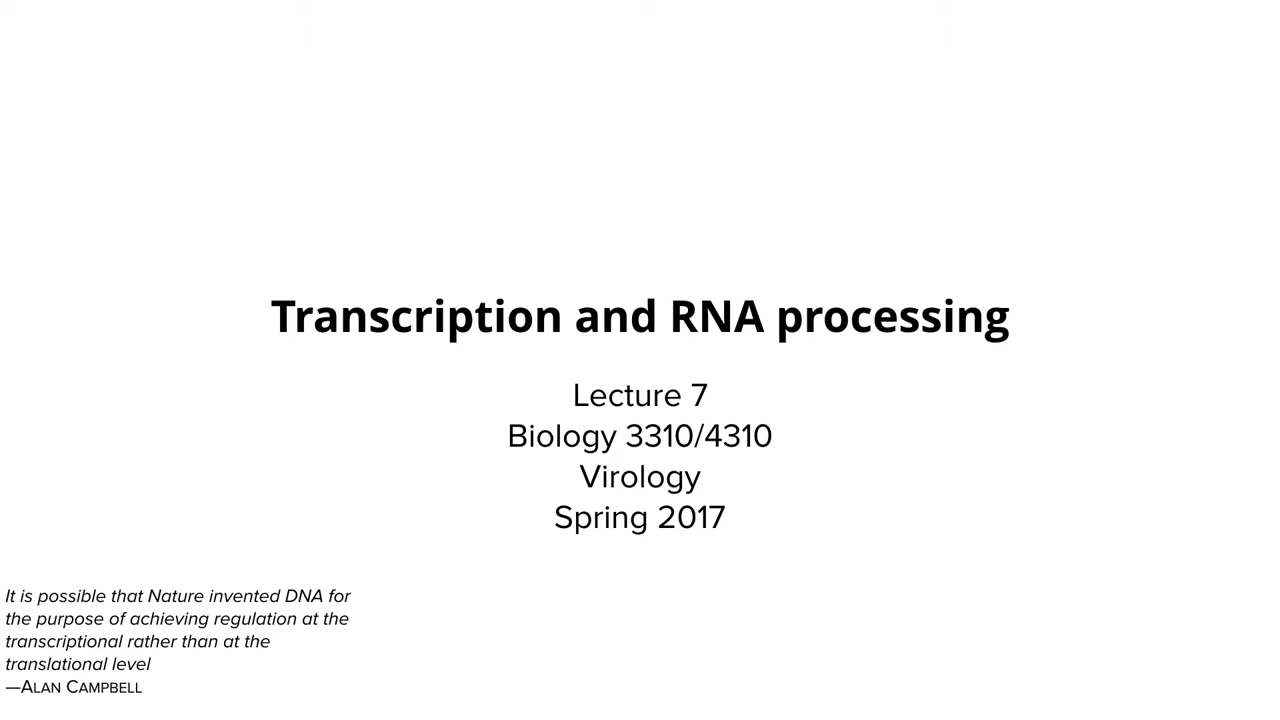 Transcription and RNA processing
Lecture 7
Biology 3310/4310
Virology
Spring 2017
It is possible that Nature invented DNA for
the purpose of achieving regulation at the
transcriptional rather than at the
translational level
—ALAN CAMPBELL